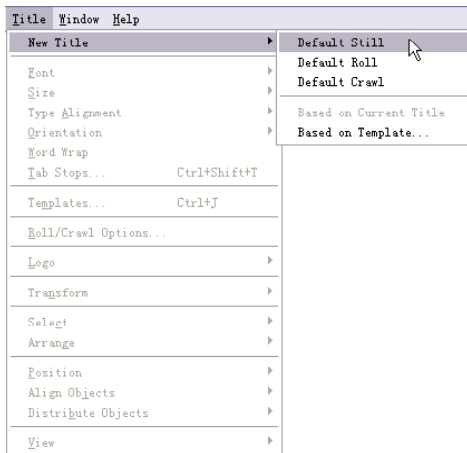 Title Window Help
New Title
Default Still
Default Roll
Default Crawl
Based on Current Title
Based on Template...
Font
Size
Type Alignment
Orientation
Word Wrap
Tab Stops... Ctrl+Shift+T
Templates... Ctrl+J
Roll/Crawl Options...
Logo
Transform
Select
Arrange
Position
Align Objects
Distribute Objects
View